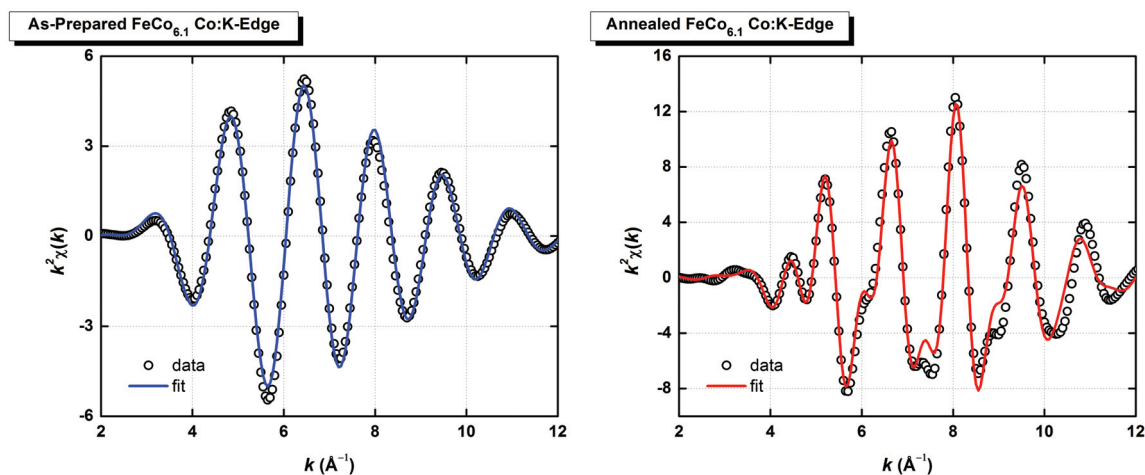 As-Prepared FeCo6.1 Co:K-Edge
6
3
0
-3
-6
k²χ(k)
data
fit
2 4 6 8 10 12
k (Å⁻¹)
Annealed FeCo6.1 Co:K-Edge
16
12
8
4
0
-4
-8
k²χ(k)
data
fit
2 4 6 8 10 12
k (Å⁻¹)